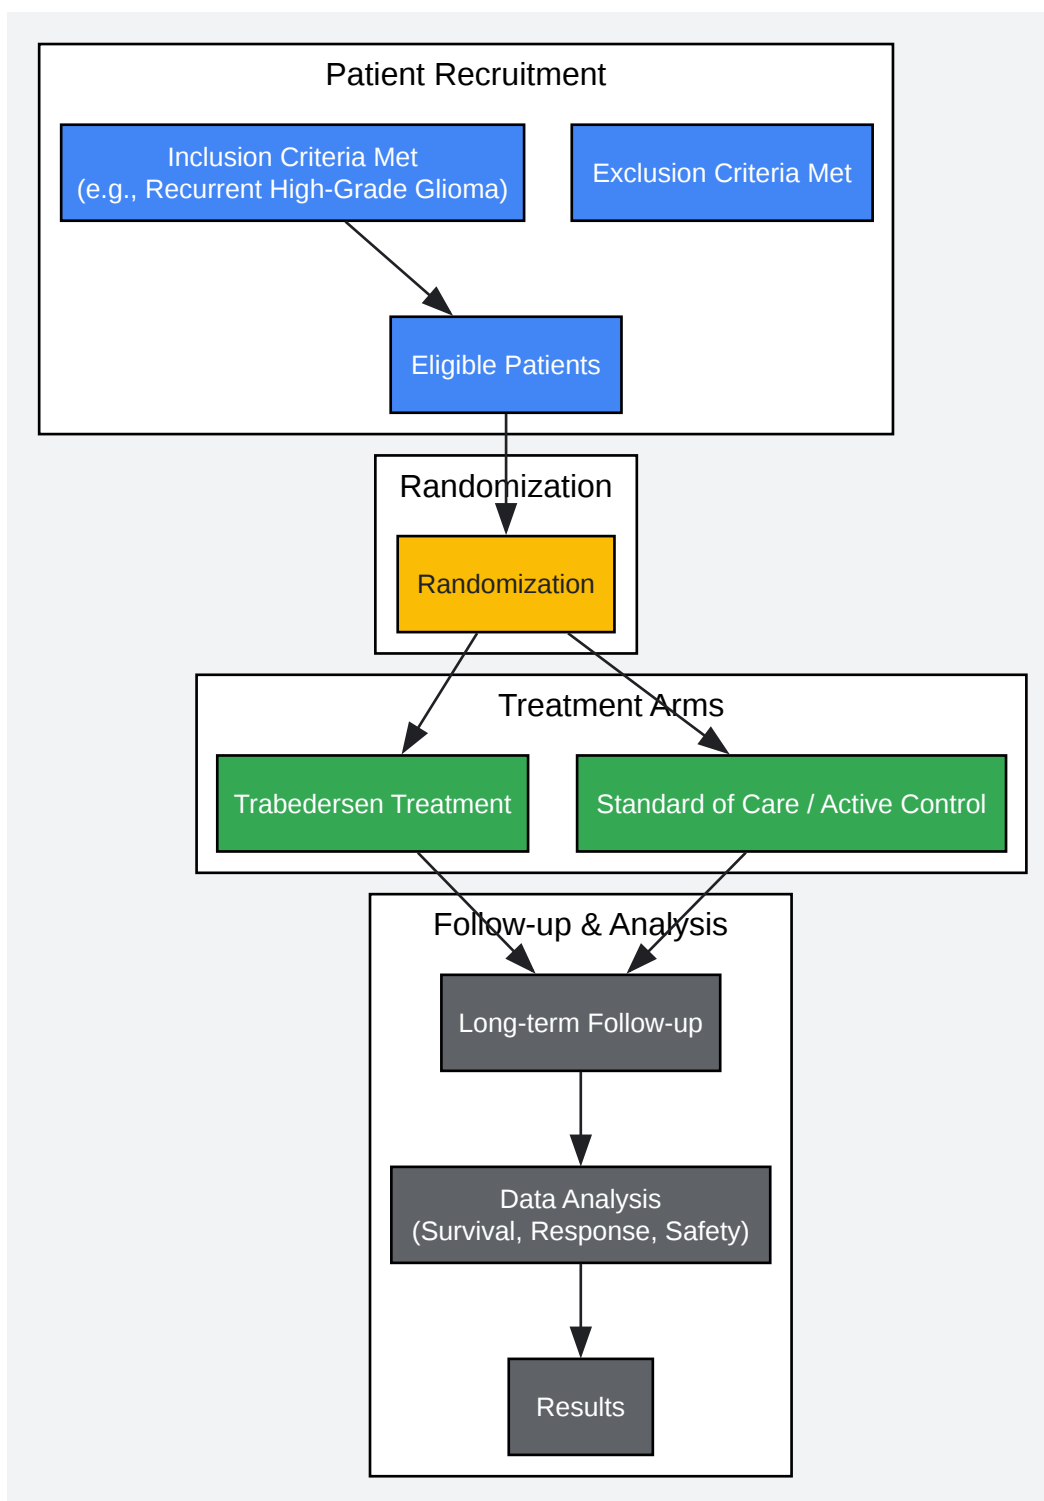 Patient Recruitment
Inclusion Criteria Met
(e.g., Recurrent High-Grade Glioma)
Exclusion Criteria Met
Eligible Patients
Randomization
Randomization
Treatment Arms
Trabedersen Treatment
Standard of Care / Active Control
Follow-up & Analysis
Long-term Follow-up
Data Analysis
(Survival, Response, Safety)
Results